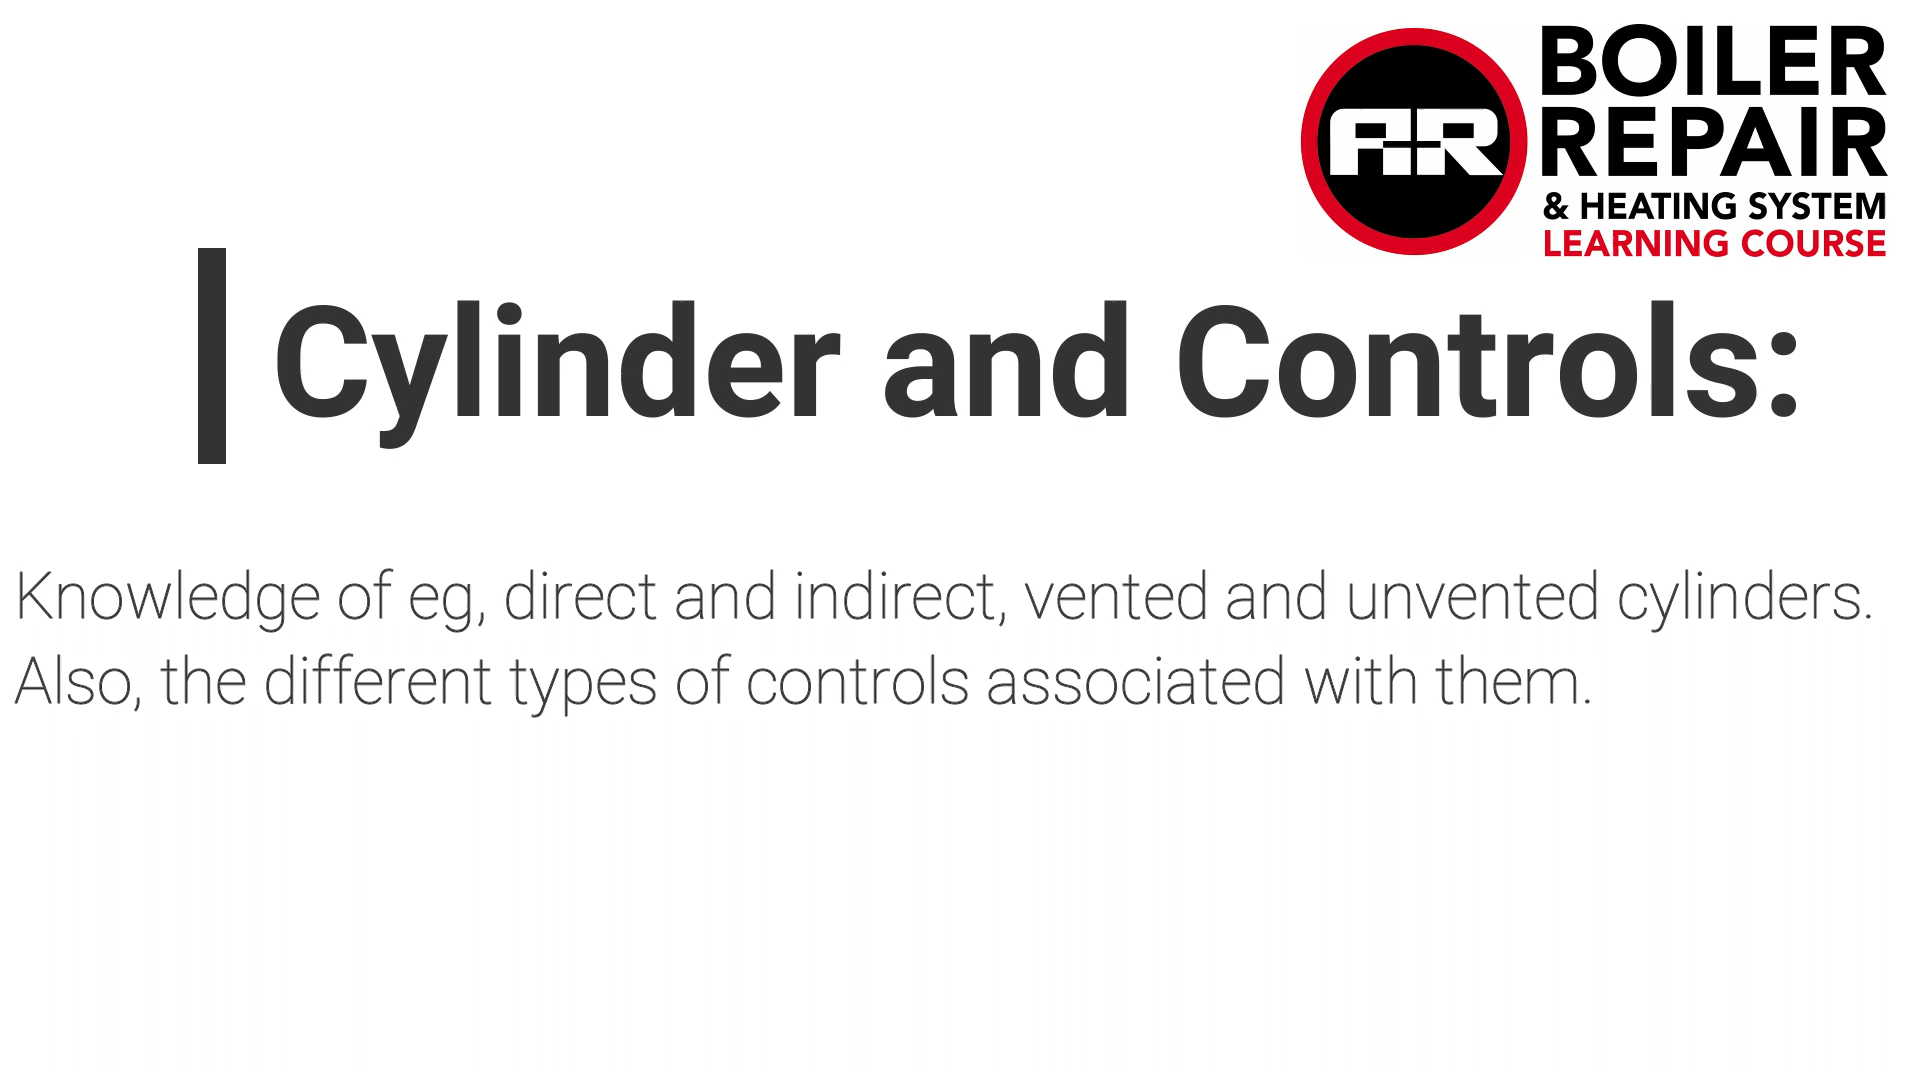 BOILER
REPAIR
& HEATING SYSTEM
LEARNING COURSE
Cylinder and Controls:
Knowledge of eg, direct and indirect, vented and unvented cylinders.
Also, the different types of controls associated with them.